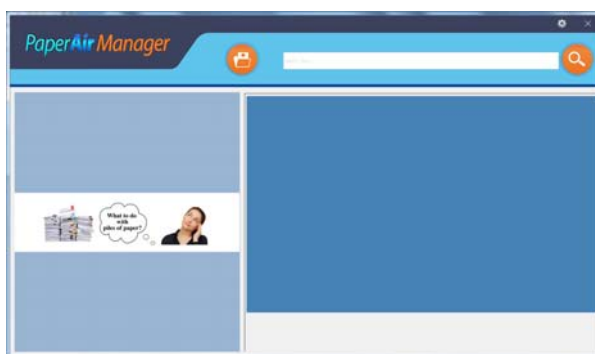 PaperAir Manager
What to do
with
piles of paper?